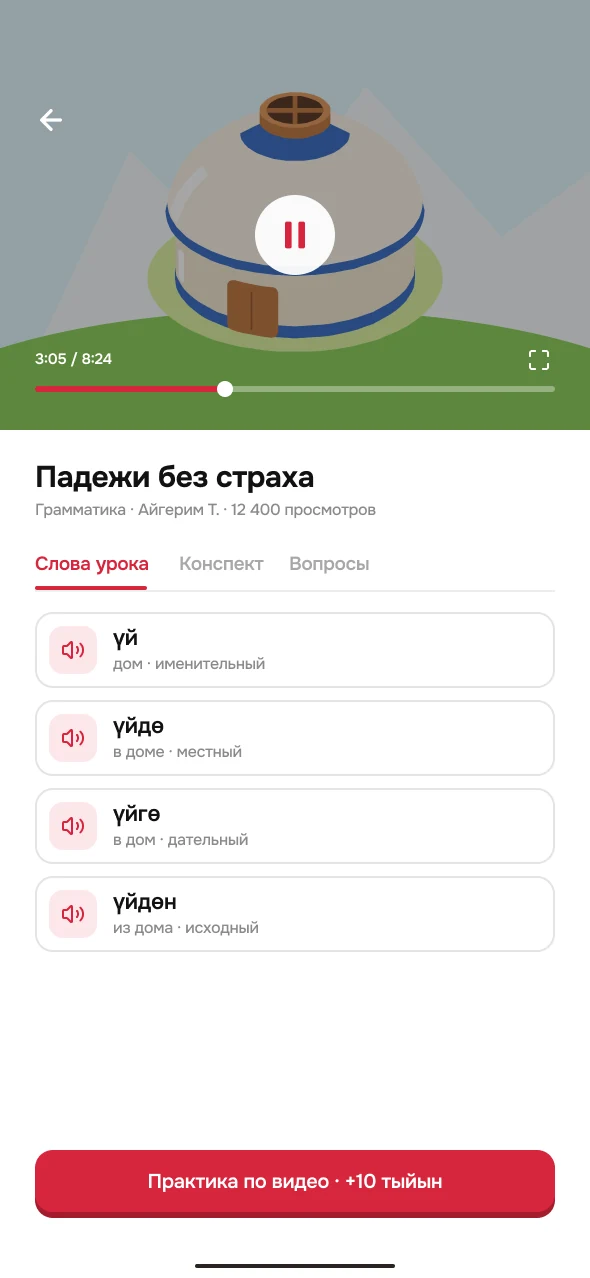 3:05 / 8:24
Падежи без страха
Грамматика · Айгерим Т. · 12 400 просмотров
Слова урока Конспект Вопросы
үй
дом · именительный
үйдө
в доме · местный
үйгө
в дом · дательный
үйдөн
из дома · исходный
Практика по видео · +10 тыйын